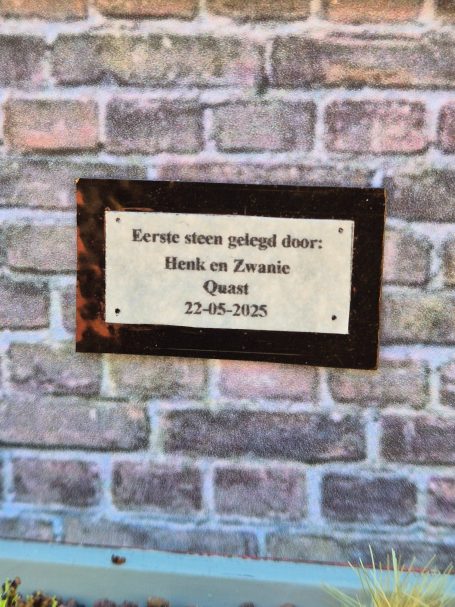 Eerste steen gelegd door:
Henk en Zwanie
Quast
22-05-2025